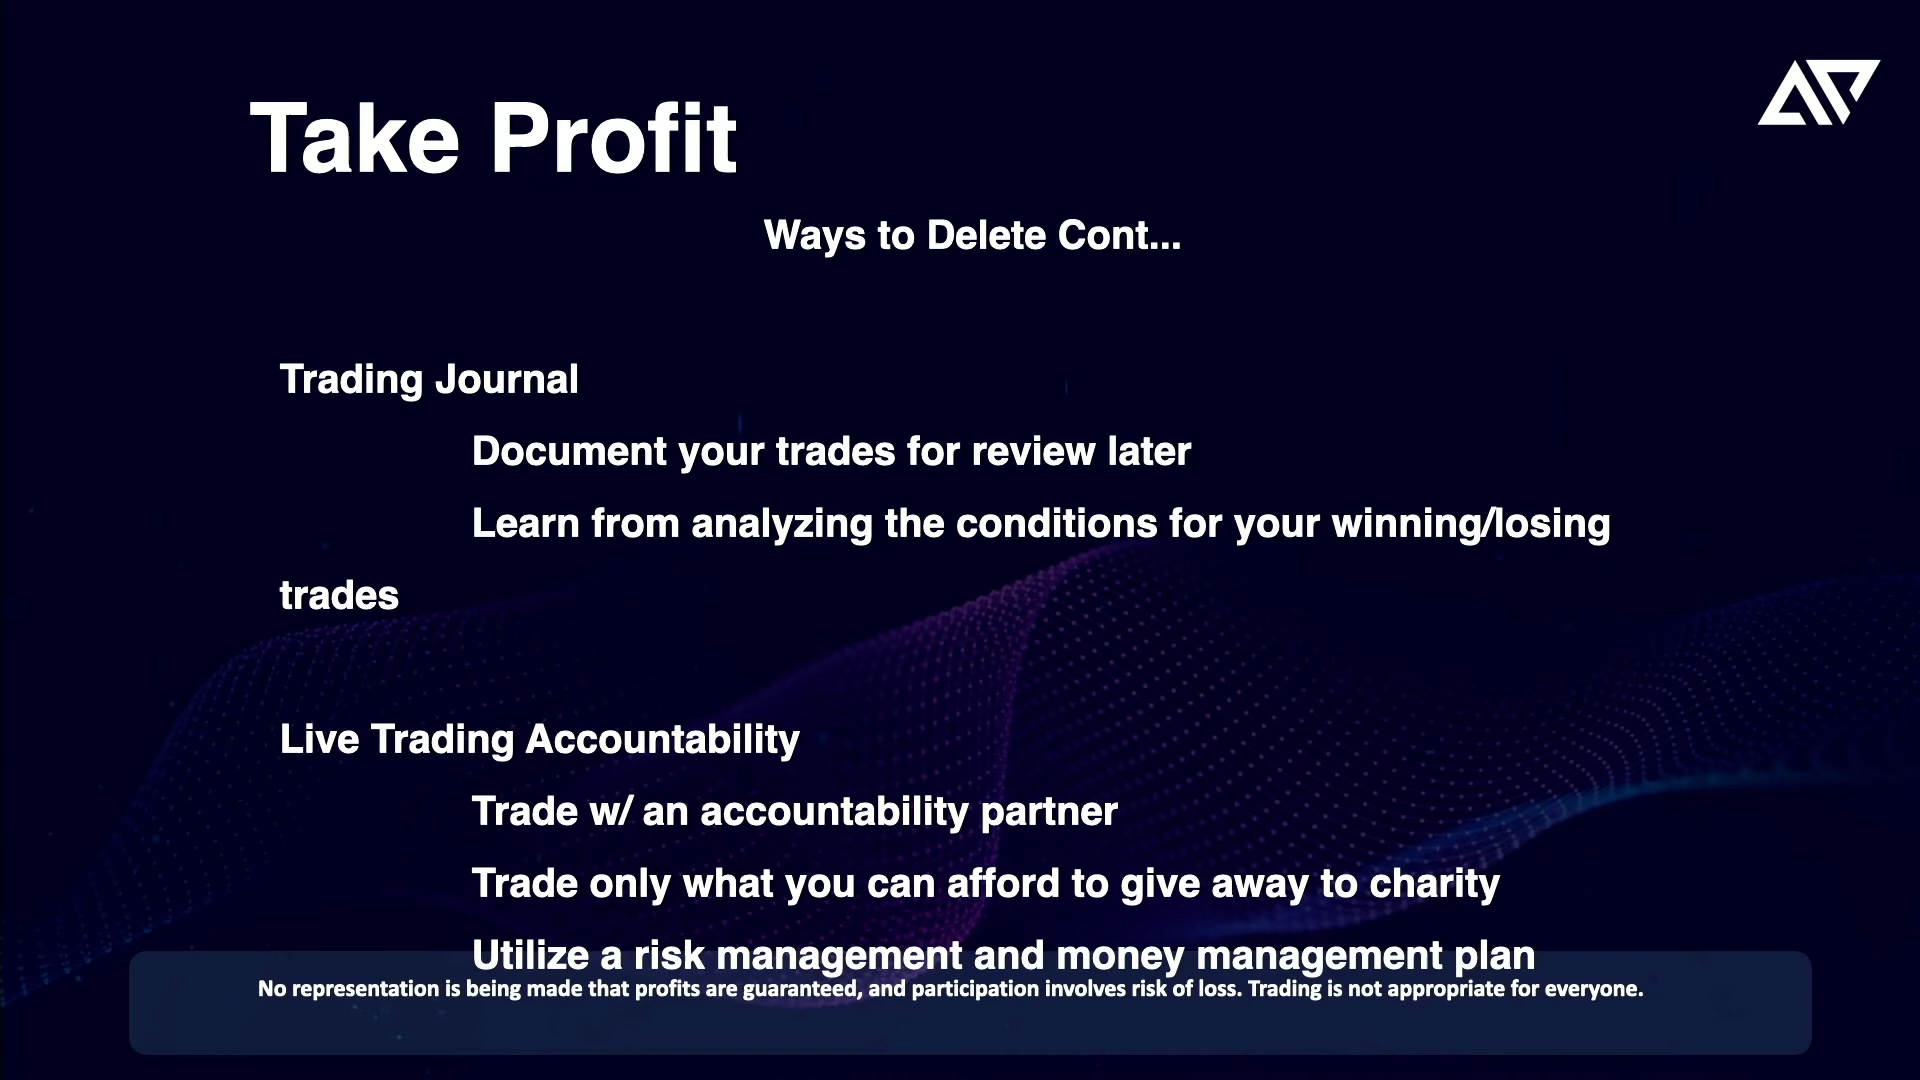 Take Profit
Ways to Delete Cont...
Trading Journal
Document your trades for review later
Learn from analyzing the conditions for your winning/losing
trades
Live Trading Accountability
Trade w/ an accountability partner
Trade only what you can afford to give away to charity
Utilize a risk management and money management plan
No representation is being made that profits are guaranteed, and participation involves risk of loss. Trading is not appropriate for everyone.